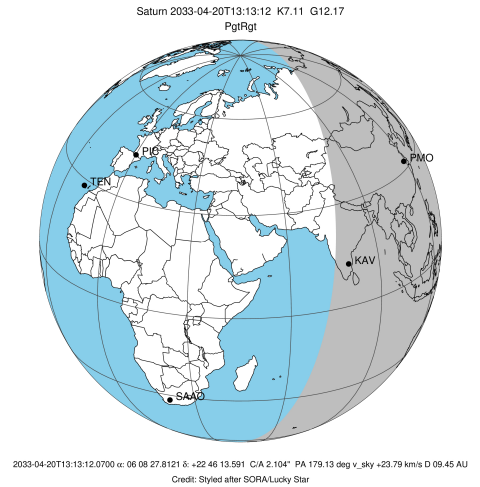 Saturn 2033-04-20T13:13:12 K7.11 G12.17
PgtRgt
PIC
PMO
TEN
KAV
SAAO
2033-04-20T13:13:12.0700 α: 06 08 27.8121 δ: +22 46 13.591 C/A 2.104" PA 179.13 deg v_sky +23.79 km/s D 09.45 AU
Credit: Styled after SORA/Lucky Star